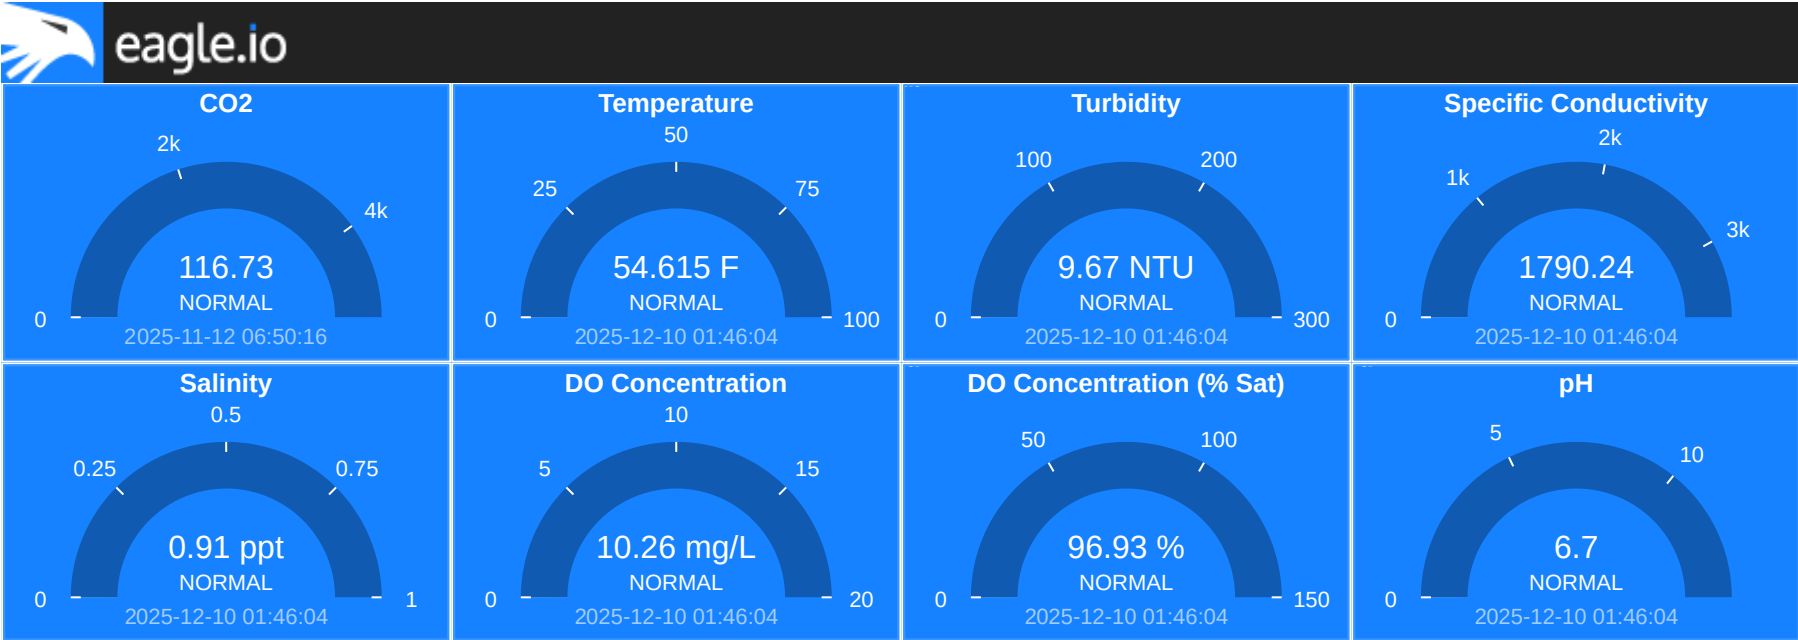 eagle.io
CO2
2k
4k
116.73
NORMAL
0
2025-11-12 06:50:16
Temperature
50
25
75
54.615 F
NORMAL
0
100
2025-12-10 01:46:04
Turbidity
100
200
9.67 NTU
NORMAL
0
300
2025-12-10 01:46:04
Specific Conductivity
2k
1k
3k
1790.24
NORMAL
0
2025-12-10 01:46:04
Salinity
0.5
0.25
0.75
0.91 ppt
NORMAL
0
1
2025-12-10 01:46:04
DO Concentration
10
5
15
10.26 mg/L
NORMAL
0
20
2025-12-10 01:46:04
DO Concentration (% Sat)
50
100
96.93 %
NORMAL
0
150
2025-12-10 01:46:04
pH
5
10
6.7
NORMAL
0
2025-12-10 01:46:04